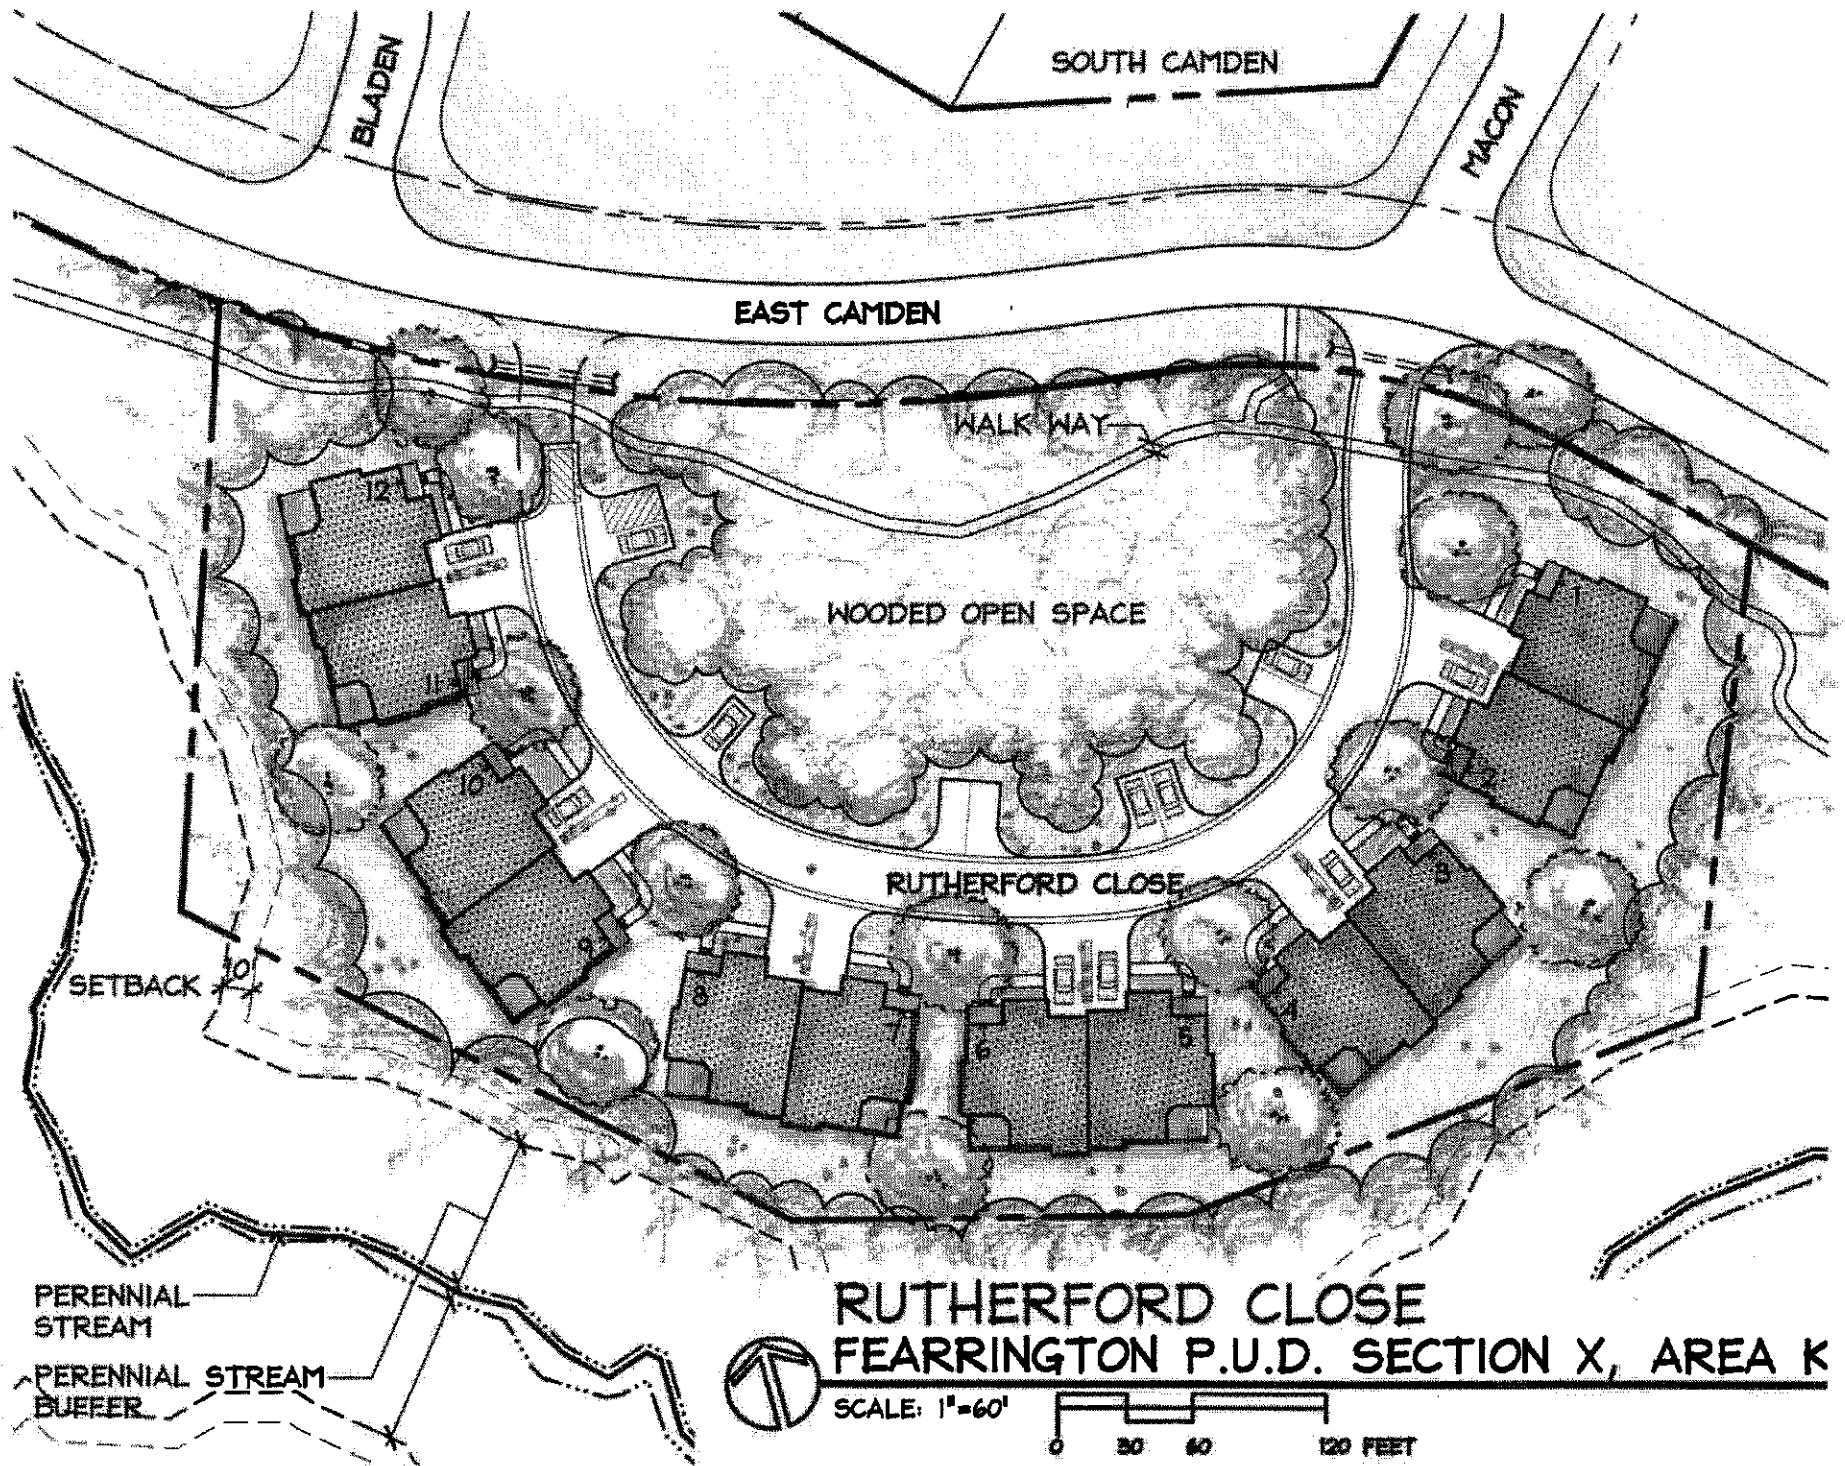 SOUTH CAMDEN
BLADEN
MACON
EAST CAMDEN
WALK WAY
12
1
WOODED OPEN SPACE
11
2
10
3
RUTHERFORD CLOSE
9
8
4
7
6
5
SETBACK
10'
PERENNIAL
STREAM
PERENNIAL STREAM
BUFFER
RUTHERFORD CLOSE
FEARRINGTON P.U.D. SECTION X, AREA K
SCALE: 1"=60'
0 30 60 120 FEET